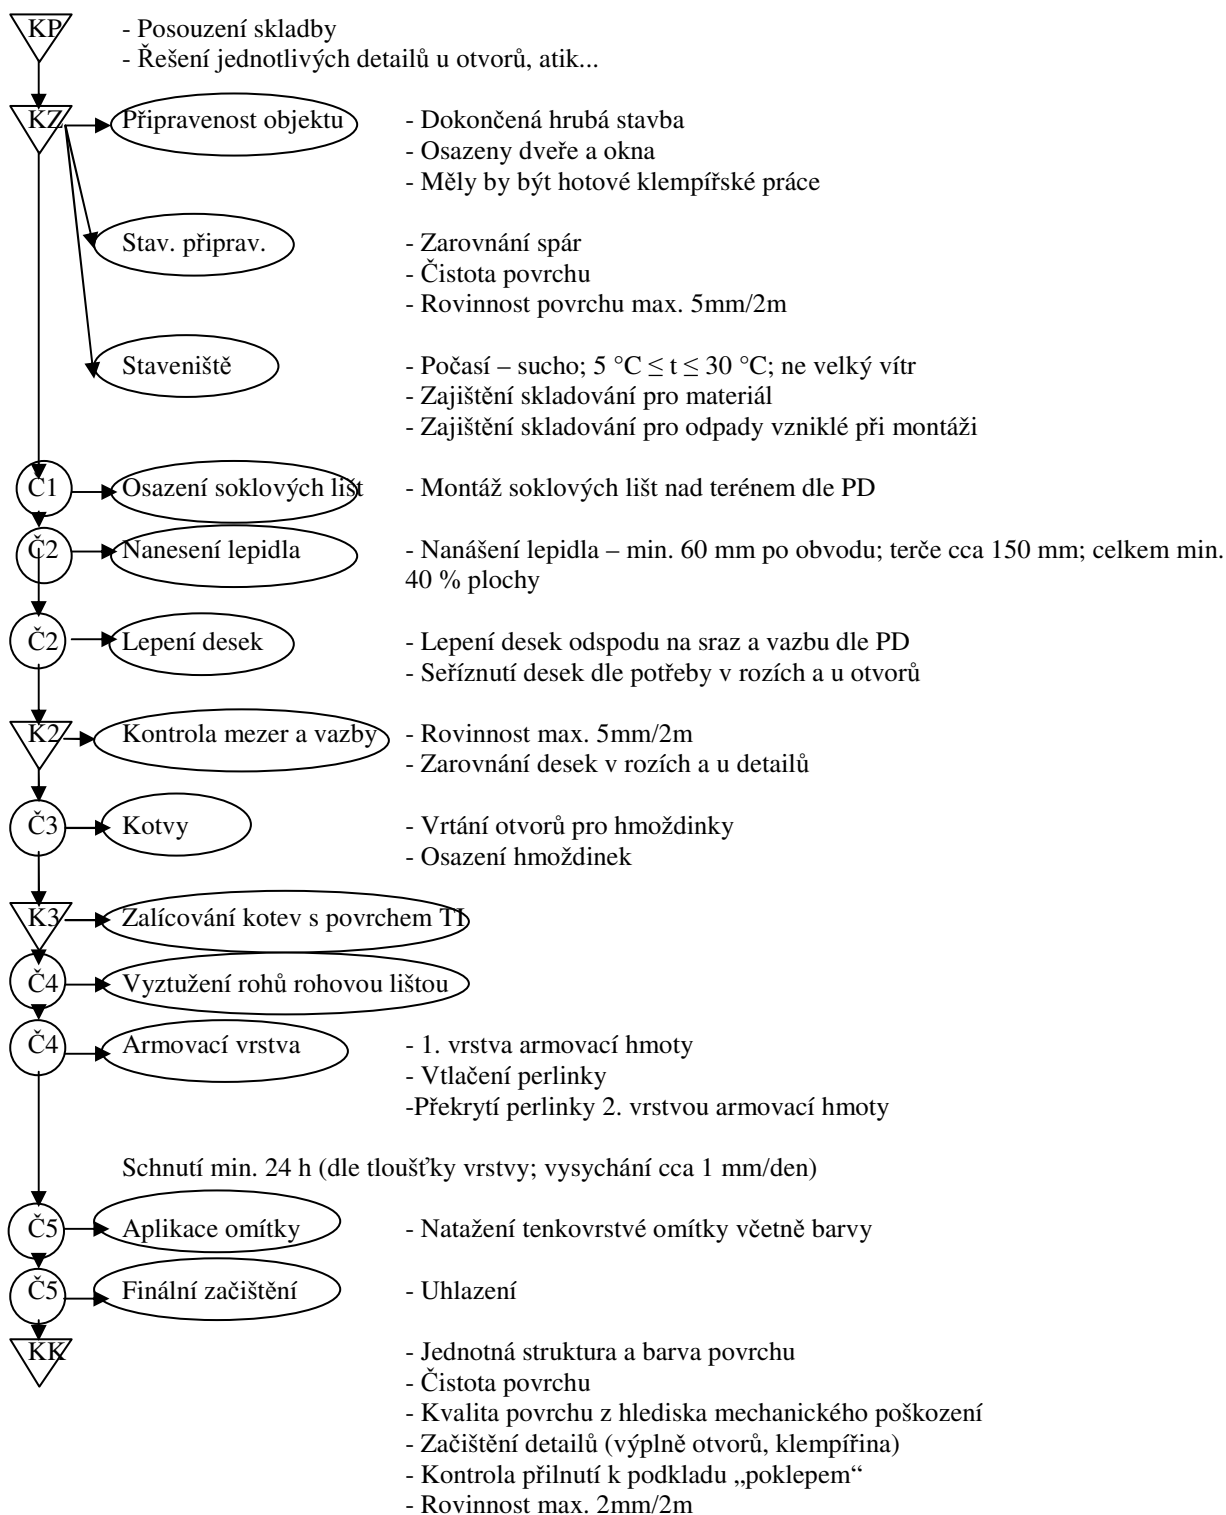 KP - Posouzení skladby
- Řešení jednotlivých detailů u otvorů, atik...
KZ Připravenost objektu - Dokončená hrubá stavba
- Osazeny dveře a okna
- Měly by být hotové klempířské práce
Stav. připrav. - Zarovnání spár
- Čistota povrchu
- Rovinnost povrchu max. 5mm/2m
Staveniště - Počasí – sucho; 5 °C ≤ t ≤ 30 °C; ne velký vítr
- Zajištění skladování pro materiál
- Zajištění skladování pro odpady vzniklé při montáži
Č1 Osazení soklových lišt - Montáž soklových lišt nad terénem dle PD
Č2 Nanesení lepidla - Nanášení lepidla – min. 60 mm po obvodu; terče cca 150 mm; celkem min.
40 % plochy
Č2 Lepení desek - Lepení desek odspodu na sraz a vazbu dle PD
- Seříznutí desek dle potřeby v rozích a u otvorů
K2 Kontrola mezer a vazby - Rovinnost max. 5mm/2m
- Zarovnání desek v rozích a u detailů
Č3 Kotvy - Vrtání otvorů pro hmoždinky
- Osazení hmoždinek
K3 Zalícování kotev s povrchem TI
Č4 Vyztužení rohů rohovou lištou
Č4 Armovací vrstva - 1. vrstva armovací hmoty
- Vtlačení perlinky
-Překrytí perlinky 2. vrstvou armovací hmoty
Schnutí min. 24 h (dle tloušťky vrstvy; vysychání cca 1 mm/den)
Č5 Aplikace omítky - Natažení tenkovrstvé omítky včetně barvy
Č5 Finální začištění - Uhlazení
KK - Jednotná struktura a barva povrchu
- Čistota povrchu
- Kvalita povrchu z hlediska mechanického poškození
- Začištění detailů (výplně otvorů, klempířina)
- Kontrola přilnutí k podkladu „poklepem“
- Rovinnost max. 2mm/2m